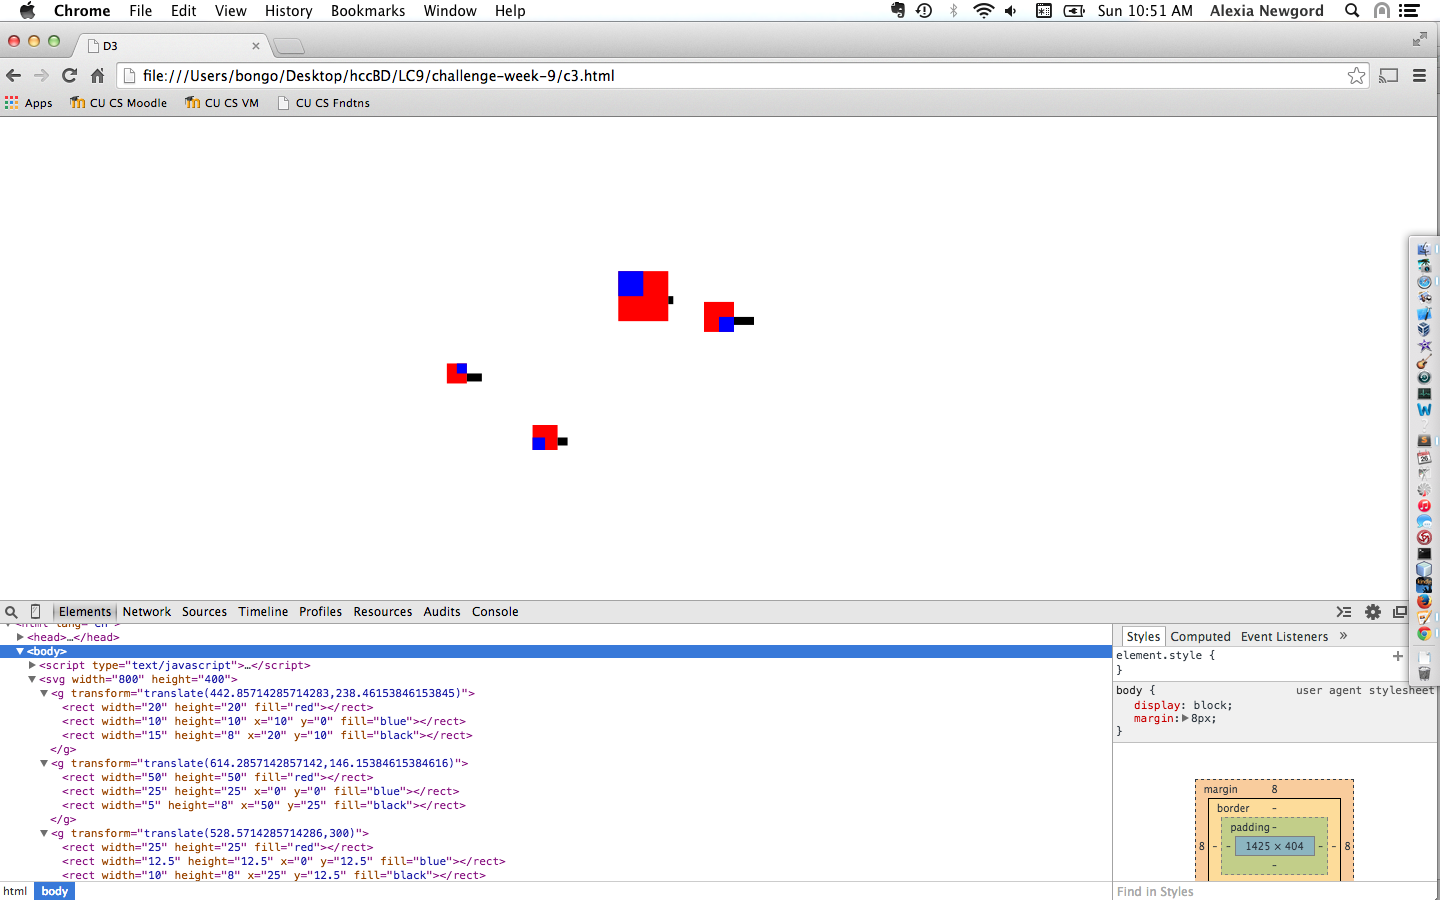 Chrome File Edit View History Bookmarks Window Help Sun 10:51 AM Alexia Newgord
D3
file:///Users/bongo/Desktop/hccBD/LC9/challenge-week-9/c3.html
Apps CU CS Moodle CU CS VM CU CS Fndtns
Elements Network Sources Timeline Profiles Resources Audits Console
<head>…</head>
<body>
<script type="text/javascript">…</script>
<svg width="800" height="400">
<g transform="translate(442.85714285714283,238.46153846153845)">
<rect width="20" height="20" fill="red"></rect>
<rect width="10" height="10" x="10" y="0" fill="blue"></rect>
<rect width="15" height="8" x="20" y="10" fill="black"></rect>
</g>
<g transform="translate(614.2857142857142,146.15384615384616)">
<rect width="50" height="50" fill="red"></rect>
<rect width="25" height="25" x="0" y="0" fill="blue"></rect>
<rect width="5" height="8" x="50" y="25" fill="black"></rect>
</g>
<g transform="translate(528.5714285714286,300)">
<rect width="25" height="25" fill="red"></rect>
<rect width="12.5" height="12.5" x="0" y="12.5" fill="blue"></rect>
<rect width="10" height="8" x="25" y="12.5" fill="black"></rect>
html body
Styles Computed Event Listeners »
element.style {
}
body { user agent stylesheet
display: block;
margin: 8px;
}
margin 8
border -
padding -
8 - - 1425 × 404 - - 8
-
Find in Styles